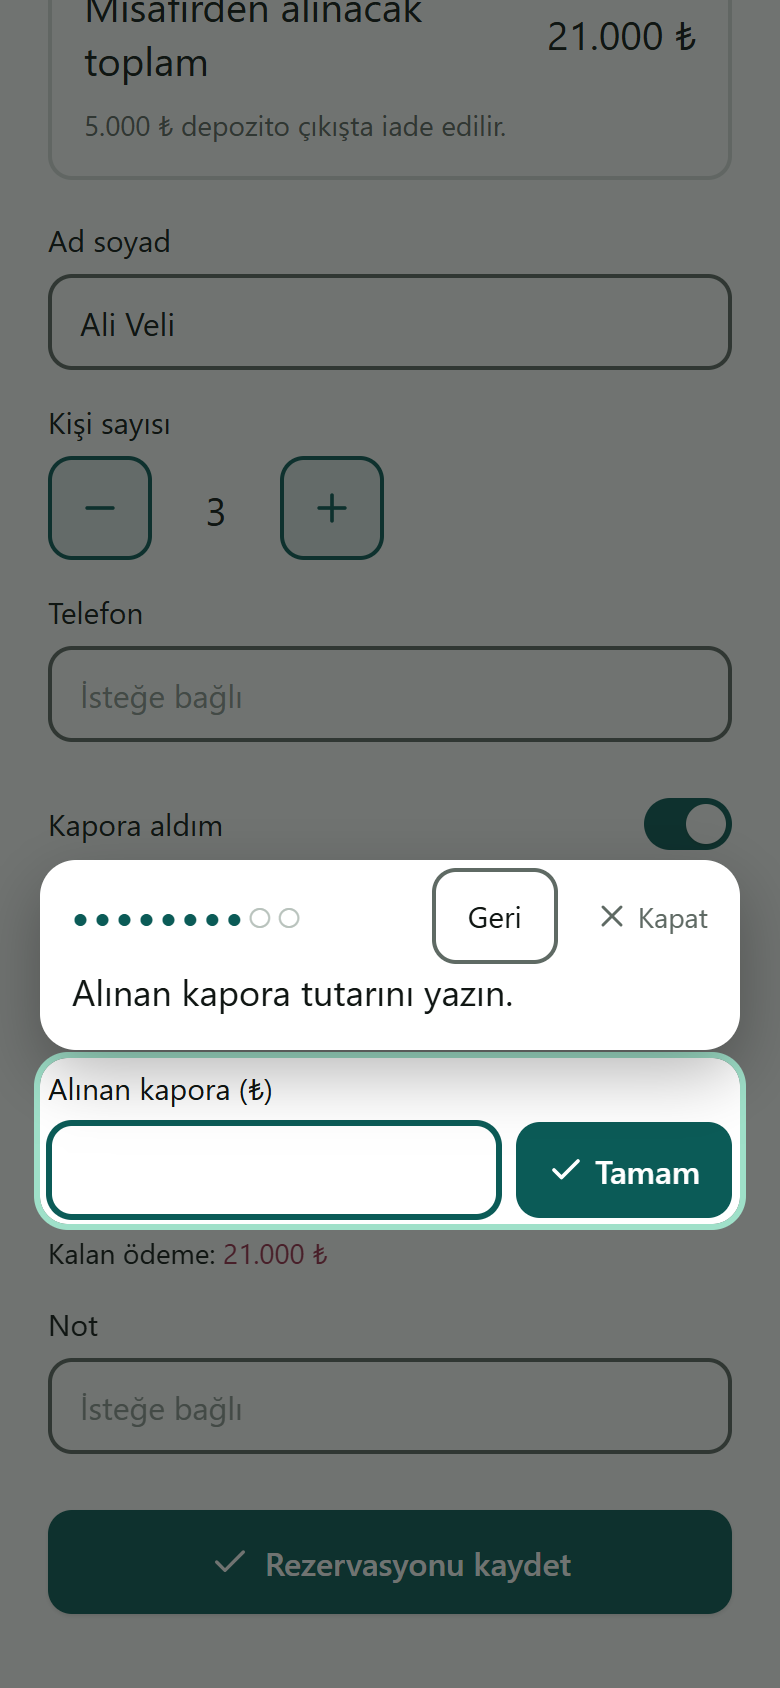 Misafirden alınacak
toplam
21.000 ₺
5.000 ₺ depozito çıkışta iade edilir.
Ad soyad
Ali Veli
Kişi sayısı
3
Telefon
İsteğe bağlı
Kapora aldım
Geri
Kapat
Alınan kapora tutarını yazın.
Alınan kapora (₺)
Tamam
Kalan ödeme: 21.000 ₺
Not
İsteğe bağlı
Rezervasyonu kaydet